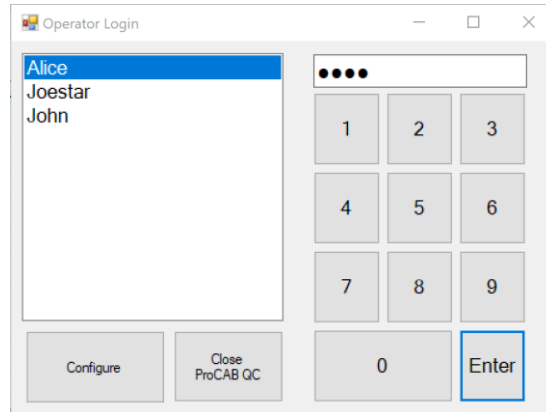 Operator Login
Alice
Joestar
John
●●●●
1 2 3
4 5 6
7 8 9
Configure
Close
ProCAB QC
0 Enter